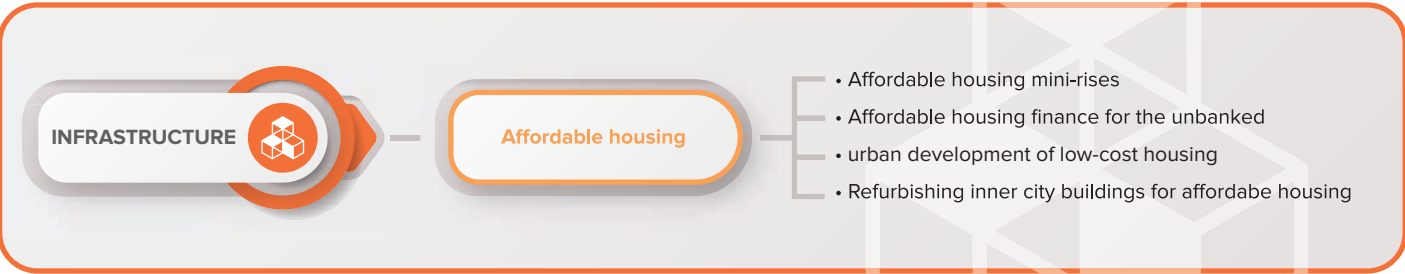 INFRASTRUCTURE
Affordable housing
• Affordable housing mini-rises
• Affordable housing finance for the unbanked
• urban development of low-cost housing
• Refurbishing inner city buildings for affordabe housing